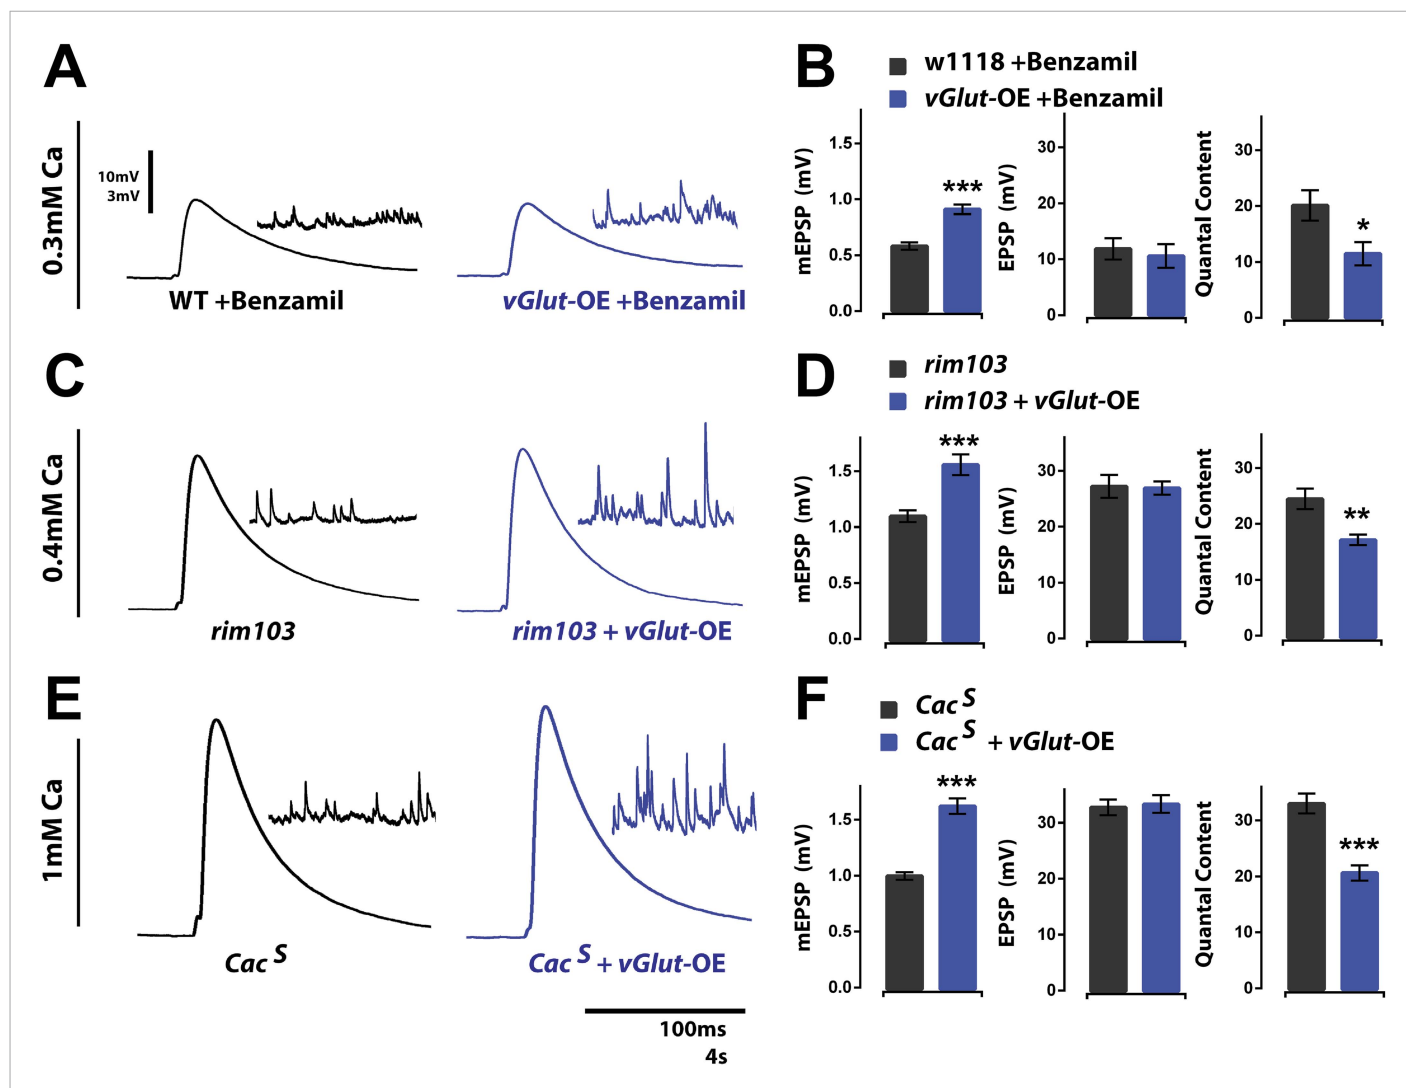 A
0.3mM Ca
10mV
3mV
WT +Benzamil
vGlut-OE +Benzamil
B
w1118 +Benzamil
vGlut-OE +Benzamil
mEPSP (mV)
1.5
1.0
0.5
0.0
***
EPSP (mV)
30
20
10
0
Quantal Content
30
20
10
0
*
C
0.4mM Ca
rim103
rim103 + vGlut-OE
D
rim103
rim103 + vGlut-OE
mEPSP (mV)
1.5
1.0
0.5
0.0
***
EPSP (mV)
30
20
10
0
Quantal Content
30
20
10
0
**
E
1mM Ca
Cac S
Cac S + vGlut-OE
100ms
4s
F
Cac S
Cac S + vGlut-OE
mEPSP (mV)
1.5
1.0
0.5
0.0
***
EPSP (mV)
30
20
10
0
Quantal Content
30
20
10
0
***